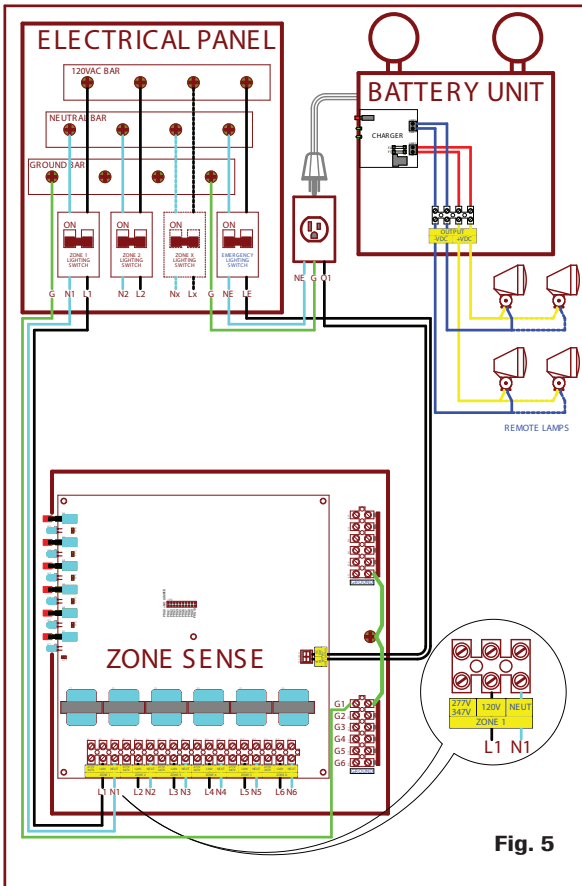 ELECTRICAL PANEL
120VAC BAR
NEUTRAL BAR
GROUND BAR
ON
ZONE 1
LIGHTING
SWITCH
ON
ZONE 2
LIGHTING
SWITCH
ON
ZONE X
LIGHTING
SWITCH
ON
EMERGENCY
LIGHTING
SWITCH
G N1 L1 N2 L2 Nx Lx G NE LE
NE G O1
BATTERY UNIT
CHARGER
OUTPUT
-VDC +VDC
REMOTE LAMPS
ZONE SENSE
G1
G2
G3
G4
G5
G6
L1 N1 L2 N2 L3 N3 L4 N4 L5 N5 L6 N6
277V
347V
120V
NEUT
ZONE 1
L1 N1
Fig. 5